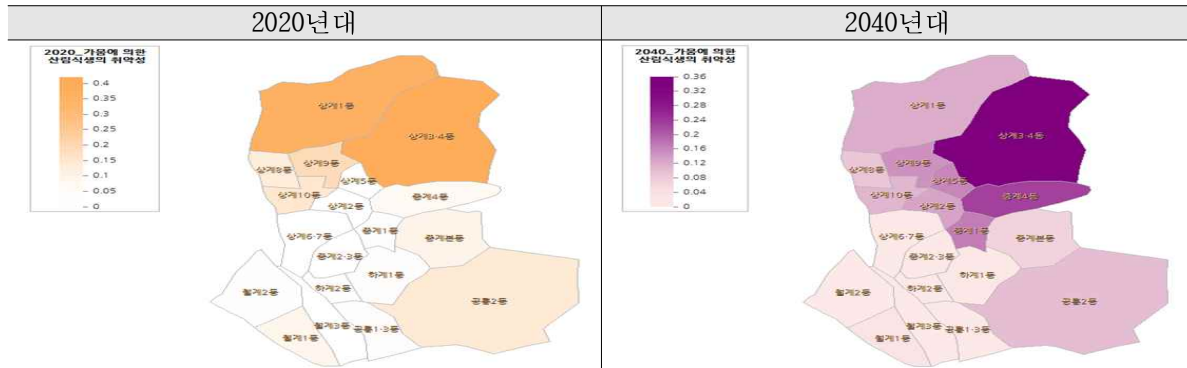 2020년대
2040년대
2020_가뭄에 의한
산림식생의 취약성
0.4
0.35
0.3
0.25
0.2
0.15
0.1
0.05
0
상계1동
상계3·4동
상계8동
상계9동
상계5동
상계10동
상계2동
중계4동
상계6·7동
중계1동
중계본동
중계2·3동
하계1동
월계2동
하계2동
공릉2동
월계1동
월계3동
공릉1·3동
2040_가뭄에 의한
산림식생의 취약성
0.36
0.32
0.28
0.24
0.2
0.16
0.12
0.08
0.04
0
상계1동
상계3·4동
상계8동
상계9동
상계5동
상계10동
상계2동
중계4동
상계6·7동
중계1동
중계본동
중계2·3동
하계1동
월계2동
하계2동
공릉2동
월계1동
월계3동
공릉1·3동